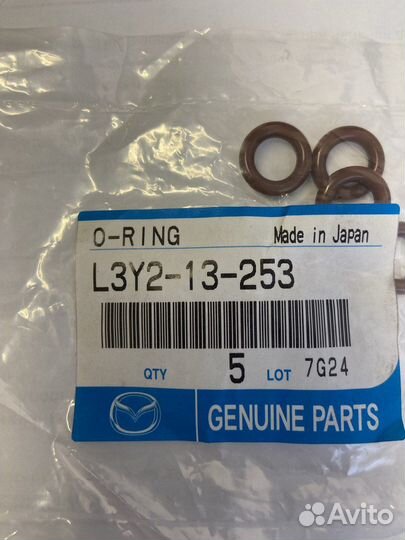 O-RING Made in Japan
L3Y2-13-253
QTY 5 LOT 7G24
GENUINE PARTS
Avito